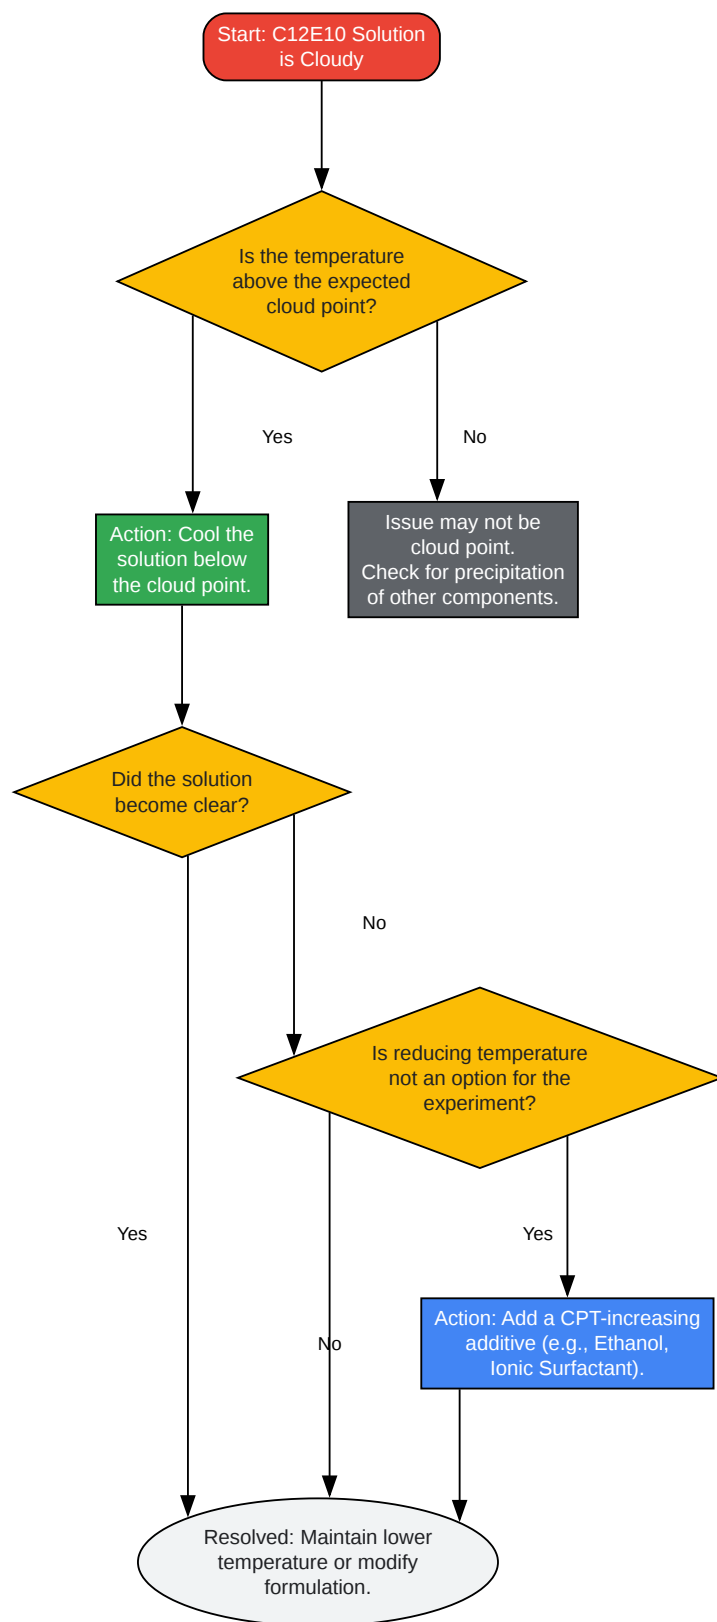 Start: C12E10 Solution
is Cloudy
Is the temperature
above the expected
cloud point?
Yes
No
Action: Cool the
solution below
the cloud point.
Issue may not be
cloud point.
Check for precipitation
of other components.
Did the solution
become clear?
No
Is reducing temperature
not an option for the
experiment?
Yes
Yes
No
Action: Add a CPT-increasing
additive (e.g., Ethanol,
Ionic Surfactant).
Resolved: Maintain lower
temperature or modify
formulation.